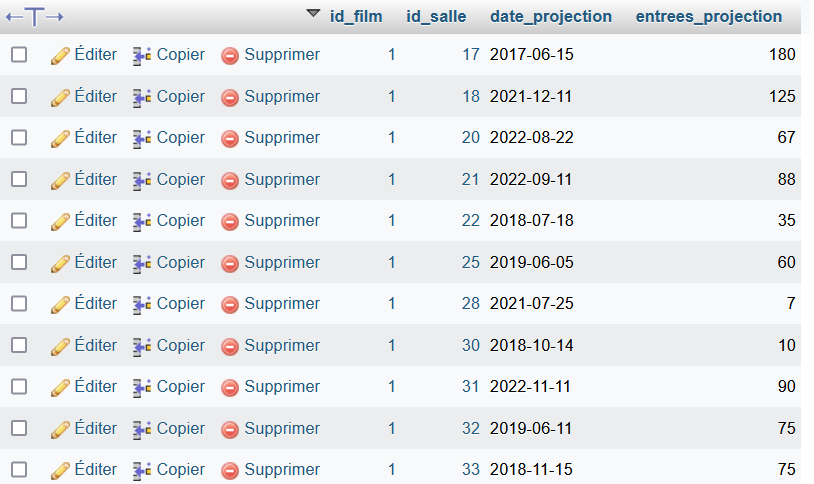 ←T→ id_film id_salle date_projection entrees_projection
Éditer Copier Supprimer 1 17 2017-06-15 180
Éditer Copier Supprimer 1 18 2021-12-11 125
Éditer Copier Supprimer 1 20 2022-08-22 67
Éditer Copier Supprimer 1 21 2022-09-11 88
Éditer Copier Supprimer 1 22 2018-07-18 35
Éditer Copier Supprimer 1 25 2019-06-05 60
Éditer Copier Supprimer 1 28 2021-07-25 7
Éditer Copier Supprimer 1 30 2018-10-14 10
Éditer Copier Supprimer 1 31 2022-11-11 90
Éditer Copier Supprimer 1 32 2019-06-11 75
Éditer Copier Supprimer 1 33 2018-11-15 75